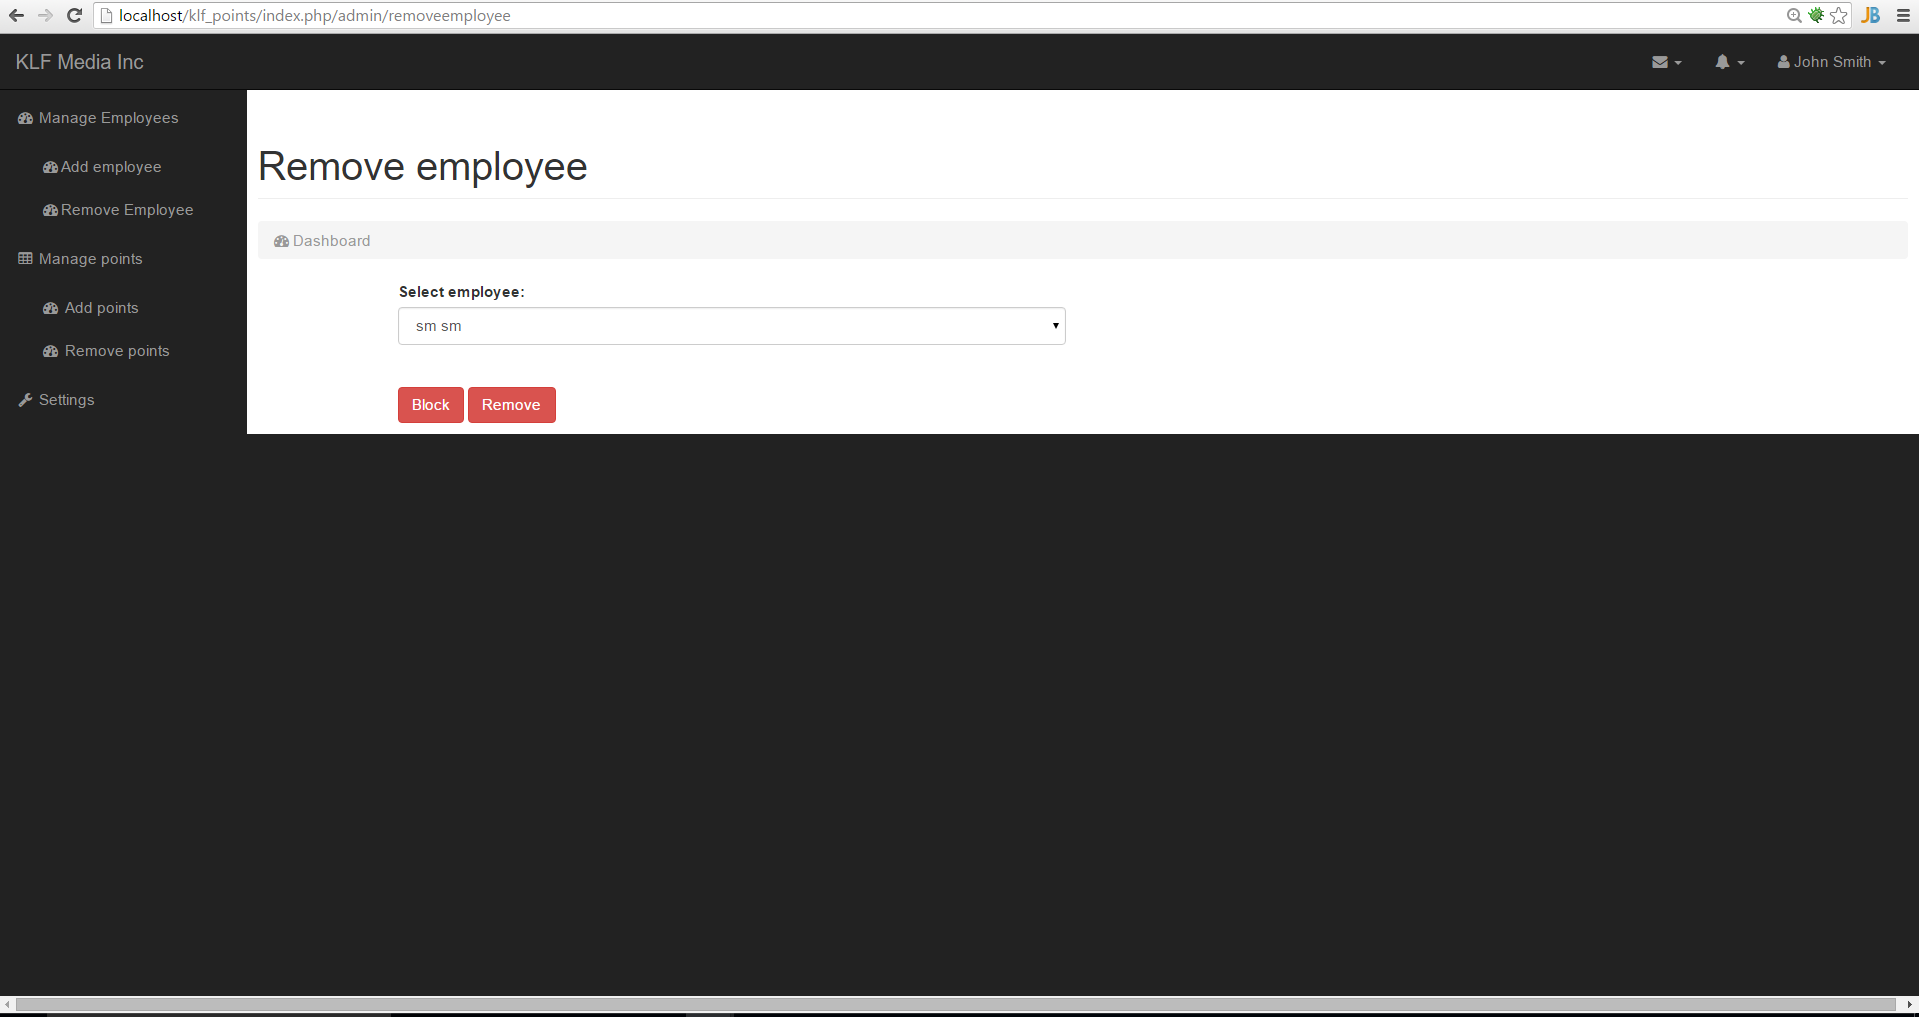 localhost/klf_points/index.php/admin/removeemployee
JB
KLF Media Inc
John Smith
Manage Employees
Add employee
Remove Employee
Manage points
Add points
Remove points
Settings
Remove employee
Dashboard
Select employee:
sm sm
Block Remove